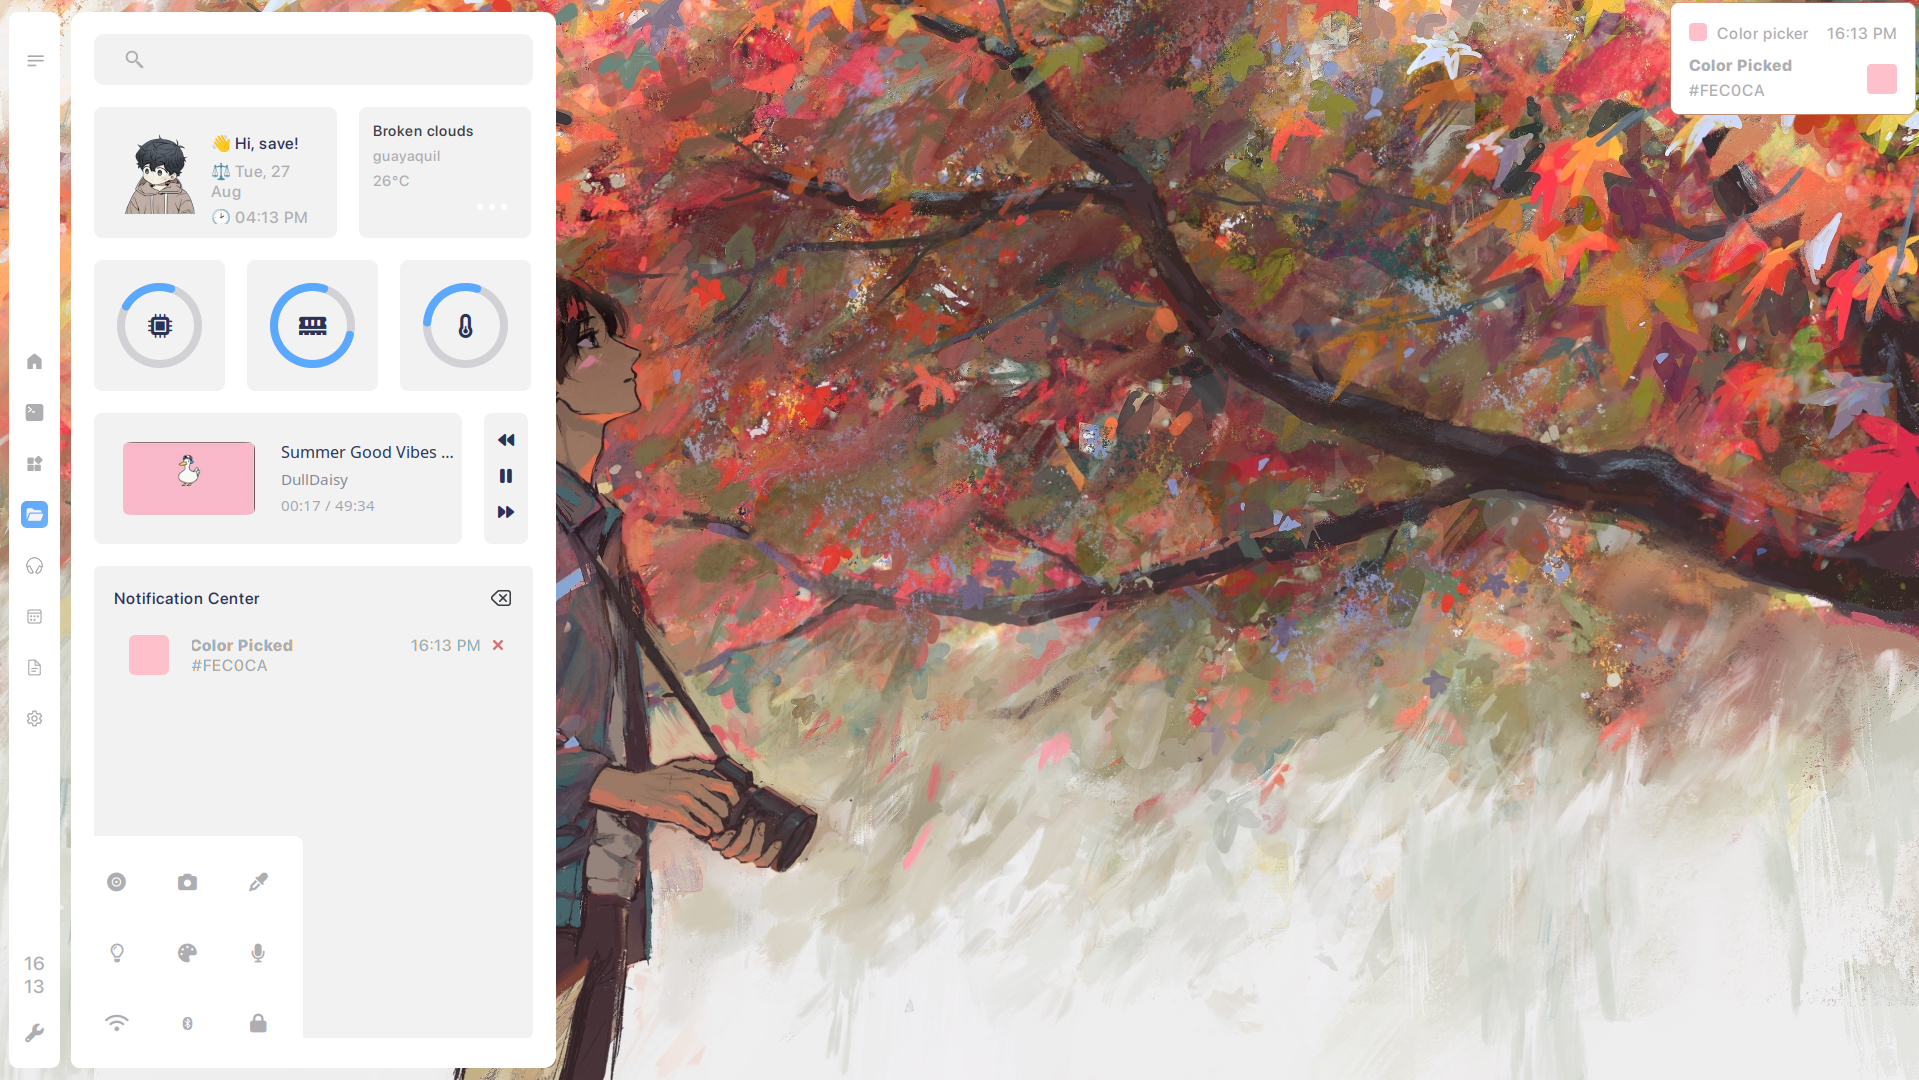 👋 Hi, save!
⚖️ Tue, 27
Aug
🕑 04:13 PM
Broken clouds
guayaquil
26°C
Summer Good Vibes ...
DullDaisy
00:17 / 49:34
Notification Center
Color Picked 16:13 PM
#FEC0CA
16
13
Color picker 16:13 PM
Color Picked
#FEC0CA